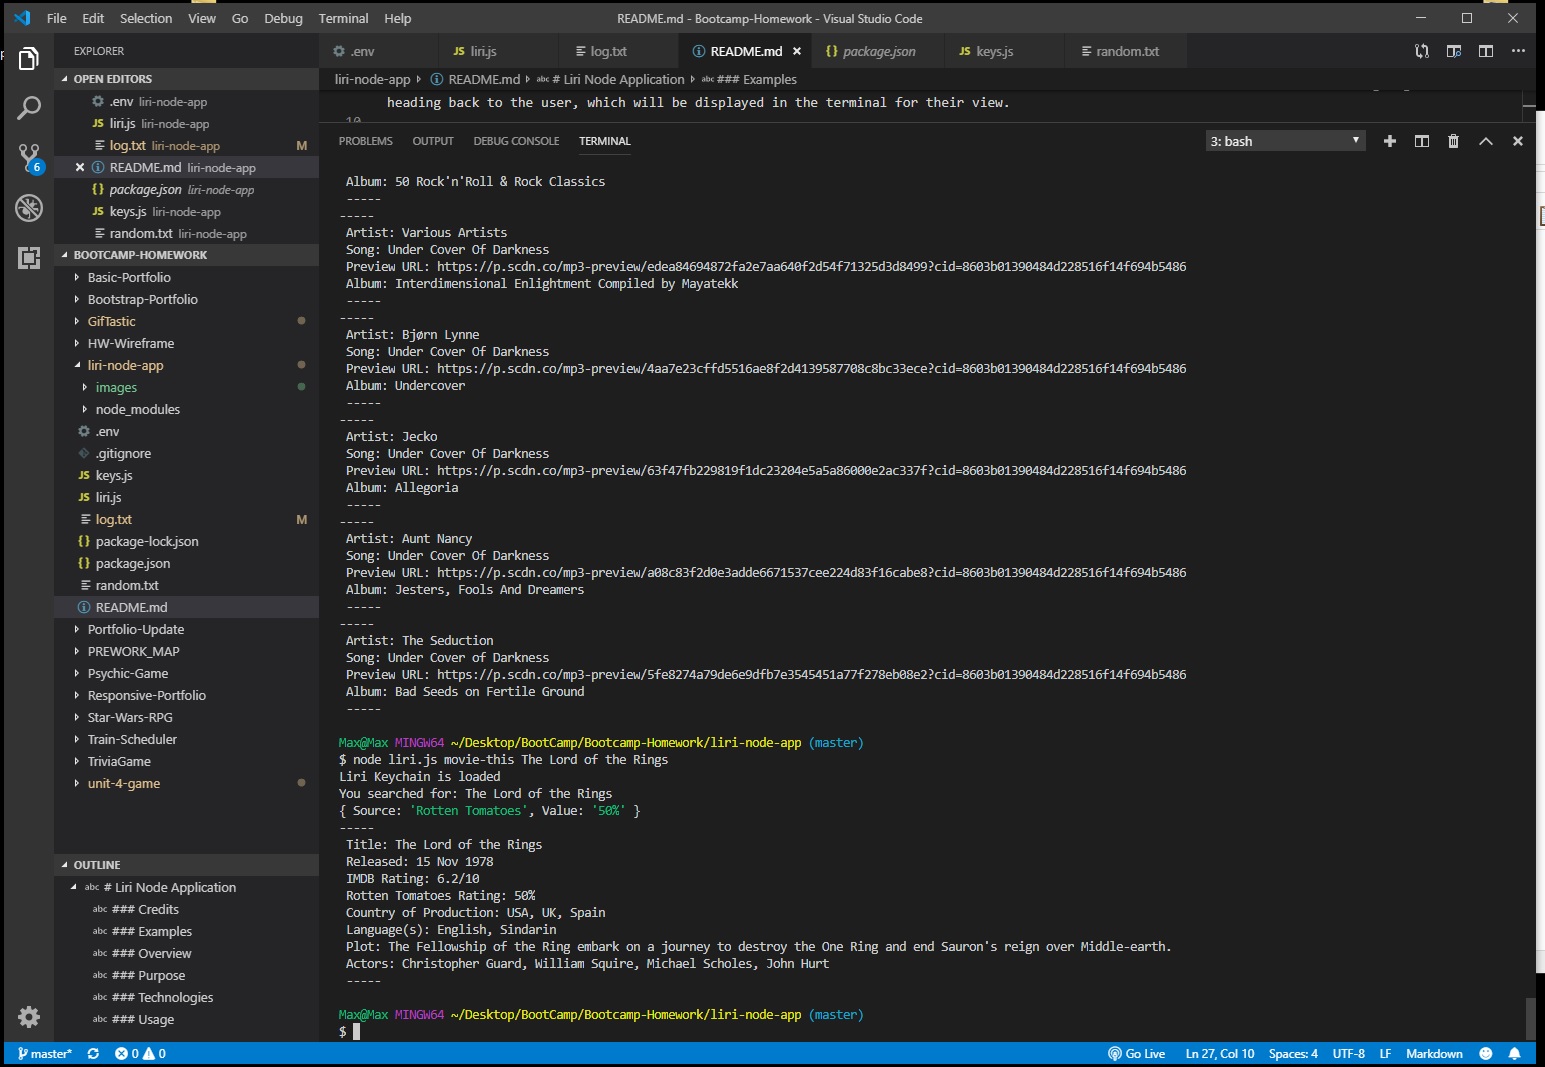 File Edit Selection View Go Debug Terminal Help
README.md - Bootcamp-Homework - Visual Studio Code
EXPLORER
.env
JS liri.js
log.txt
README.md
{} package.json
JS keys.js
random.txt
liri-node-app
README.md
abc # Liri Node Application
abc ### Examples
OPEN EDITORS
.env liri-node-app
JS liri.js liri-node-app
log.txt liri-node-app M
README.md liri-node-app
{} package.json liri-node-app
JS keys.js liri-node-app
random.txt liri-node-app
6
BOOTCAMP-HOMEWORK
Basic-Portfolio
Bootstrap-Portfolio
GifTastic
HW-Wireframe
liri-node-app
images
node_modules
.env
.gitignore
JS keys.js
JS liri.js
log.txt M
{} package-lock.json
{} package.json
random.txt
README.md
Portfolio-Update
PREWORK_MAP
Psychic-Game
Responsive-Portfolio
Star-Wars-RPG
Train-Scheduler
TriviaGame
unit-4-game
OUTLINE
abc # Liri Node Application
abc ### Credits
abc ### Examples
abc ### Overview
abc ### Purpose
abc ### Technologies
abc ### Usage
heading back to the user, which will be displayed in the terminal for their view.
PROBLEMS OUTPUT DEBUG CONSOLE TERMINAL
3: bash
Album: 50 Rock'n'Roll & Rock Classics
-----
-----
Artist: Various Artists
Song: Under Cover Of Darkness
Preview URL: https://p.scdn.co/mp3-preview/edea84694872fa2e7aa640f2d54f71325d3d8499?cid=8603b01390484d228516f14f694b5486
Album: Interdimensional Enlightment Compiled by Mayatekk
-----
-----
Artist: Bjørn Lynne
Song: Under Cover Of Darkness
Preview URL: https://p.scdn.co/mp3-preview/4aa7e23cffd5516ae8f2d4139587708c8bc33ece?cid=8603b01390484d228516f14f694b5486
Album: Undercover
-----
-----
Artist: Jecko
Song: Under Cover Of Darkness
Preview URL: https://p.scdn.co/mp3-preview/63f47fb229819f1dc23204e5a5a86000e2ac337f?cid=8603b01390484d228516f14f694b5486
Album: Allegoria
-----
-----
Artist: Aunt Nancy
Song: Under Cover Of Darkness
Preview URL: https://p.scdn.co/mp3-preview/a08c83f2d0e3adde6671537cee224d83f16cabe8?cid=8603b01390484d228516f14f694b5486
Album: Jesters, Fools And Dreamers
-----
-----
Artist: The Seduction
Song: Under Cover of Darkness
Preview URL: https://p.scdn.co/mp3-preview/5fe8274a79de6e9dfb7e3545451a77f278eb08e2?cid=8603b01390484d228516f14f694b5486
Album: Bad Seeds on Fertile Ground
-----
Max@Max MINGW64 ~/Desktop/BootCamp/Bootcamp-Homework/liri-node-app (master)
$ node liri.js movie-this The Lord of the Rings
Liri Keychain is loaded
You searched for: The Lord of the Rings
{ Source: 'Rotten Tomatoes', Value: '50%' }
-----
Title: The Lord of the Rings
Released: 15 Nov 1978
IMDB Rating: 6.2/10
Rotten Tomatoes Rating: 50%
Country of Production: USA, UK, Spain
Language(s): English, Sindarin
Plot: The Fellowship of the Ring embark on a journey to destroy the One Ring and end Sauron's reign over Middle-earth.
Actors: Christopher Guard, William Squire, Michael Scholes, John Hurt
-----
Max@Max MINGW64 ~/Desktop/BootCamp/Bootcamp-Homework/liri-node-app (master)
$
master* 0 0
Go Live Ln 27, Col 10 Spaces: 4 UTF-8 LF Markdown